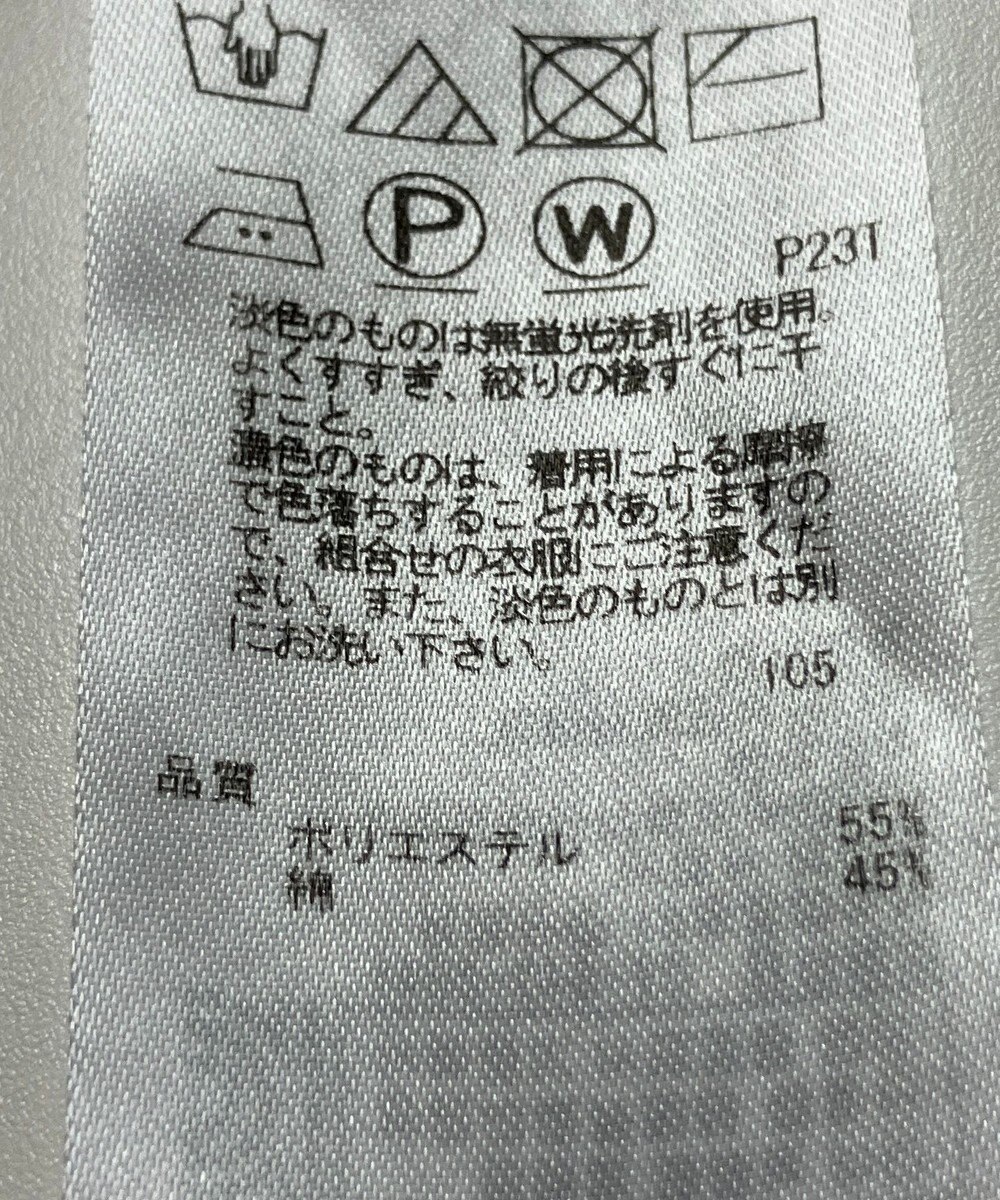 P
W
P23T
淡色のものは無蛍光洗剤を使用。
よくすすぎ、絞りの後すぐに干
すこと。
濃色のものは、着用による摩擦
で色落ちすることがありますの
で、組合せの衣服にご注意くだ
さい。また、淡色のものとは別
にお洗い下さい。
105
品質
ポリエステル 55%
綿 45%